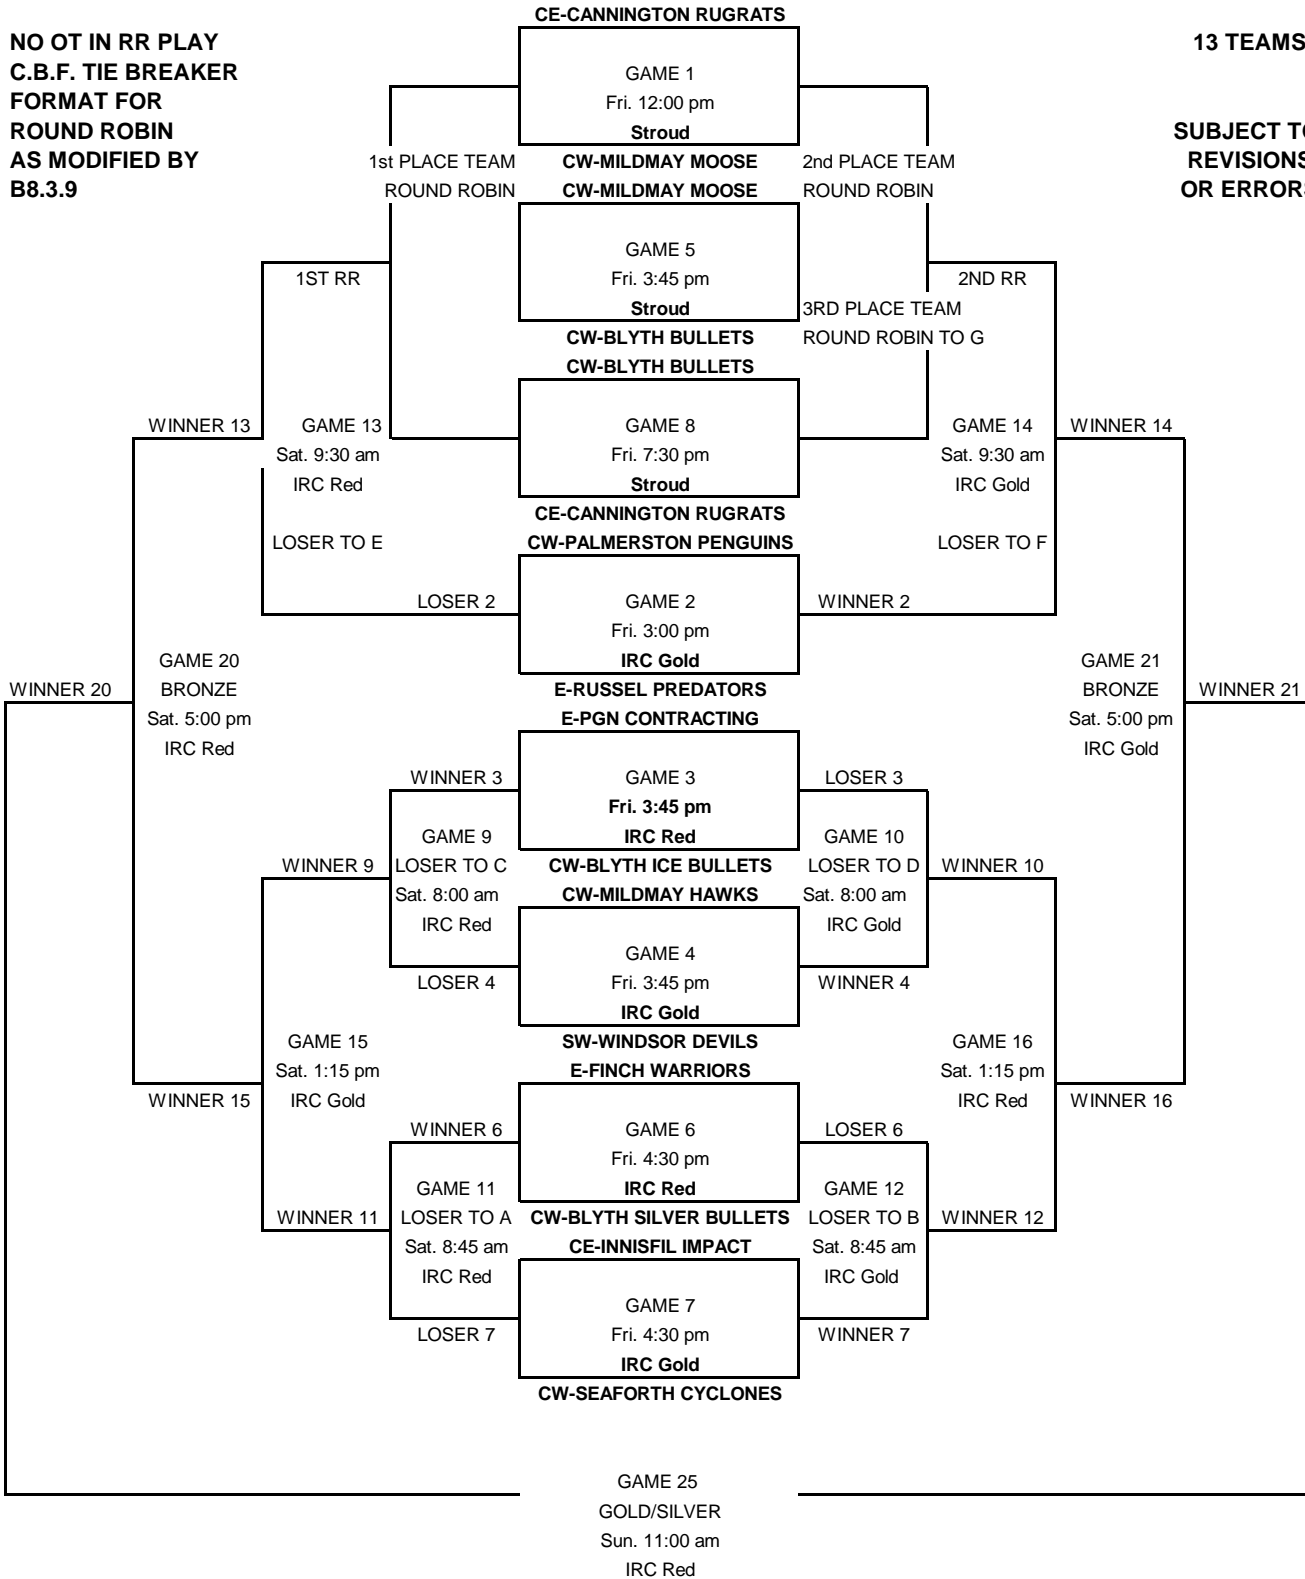 CE-CANNINGTON RUGRATS
NO OT IN RR PLAY
13 TEAMS
C.B.F. TIE BREAKER
GAME 1
FORMAT FOR
Fri. 12:00 pm
ROUND ROBIN
Stroud
SUBJECT TO
AS MODIFIED BY
1st PLACE TEAM
CW-MILDMAY MOOSE
2nd PLACE TEAM
REVISIONS
B8.3.9
ROUND ROBIN
CW-MILDMAY MOOSE
ROUND ROBIN
OR ERRORS
GAME 5
1ST RR
Fri. 3:45 pm
2ND RR
Stroud
3RD PLACE TEAM
CW-BLYTH BULLETS
ROUND ROBIN TO G
CW-BLYTH BULLETS
WINNER 13
GAME 13
GAME 8
GAME 14
WINNER 14
Sat. 9:30 am
Fri. 7:30 pm
Sat. 9:30 am
IRC Red
Stroud
IRC Gold
CE-CANNINGTON RUGRATS
LOSER TO E
CW-PALMERSTON PENGUINS
LOSER TO F
LOSER 2
GAME 2
WINNER 2
Fri. 3:00 pm
GAME 20
IRC Gold
GAME 21
WINNER 20
BRONZE
E-RUSSEL PREDATORS
BRONZE
WINNER 21
Sat. 5:00 pm
E-PGN CONTRACTING
Sat. 5:00 pm
IRC Red
IRC Gold
WINNER 3
GAME 3
LOSER 3
Fri. 3:45 pm
GAME 9
IRC Red
GAME 10
WINNER 9
LOSER TO C
CW-BLYTH ICE BULLETS
LOSER TO D
WINNER 10
Sat. 8:00 am
CW-MILDMAY HAWKS
Sat. 8:00 am
IRC Red
IRC Gold
GAME 4
LOSER 4
Fri. 3:45 pm
WINNER 4
IRC Gold
GAME 15
SW-WINDSOR DEVILS
GAME 16
Sat. 1:15 pm
E-FINCH WARRIORS
Sat. 1:15 pm
WINNER 15
IRC Gold
IRC Red
WINNER 16
WINNER 6
GAME 6
LOSER 6
Fri. 4:30 pm
GAME 11
IRC Red
GAME 12
WINNER 11
LOSER TO A
CW-BLYTH SILVER BULLETS
LOSER TO B
WINNER 12
Sat. 8:45 am
CE-INNISFIL IMPACT
Sat. 8:45 am
IRC Red
IRC Gold
GAME 7
LOSER 7
Fri. 4:30 pm
WINNER 7
IRC Gold
CW-SEAFORTH CYCLONES
GAME 25
GOLD/SILVER
Sun. 11:00 am
IRC Red